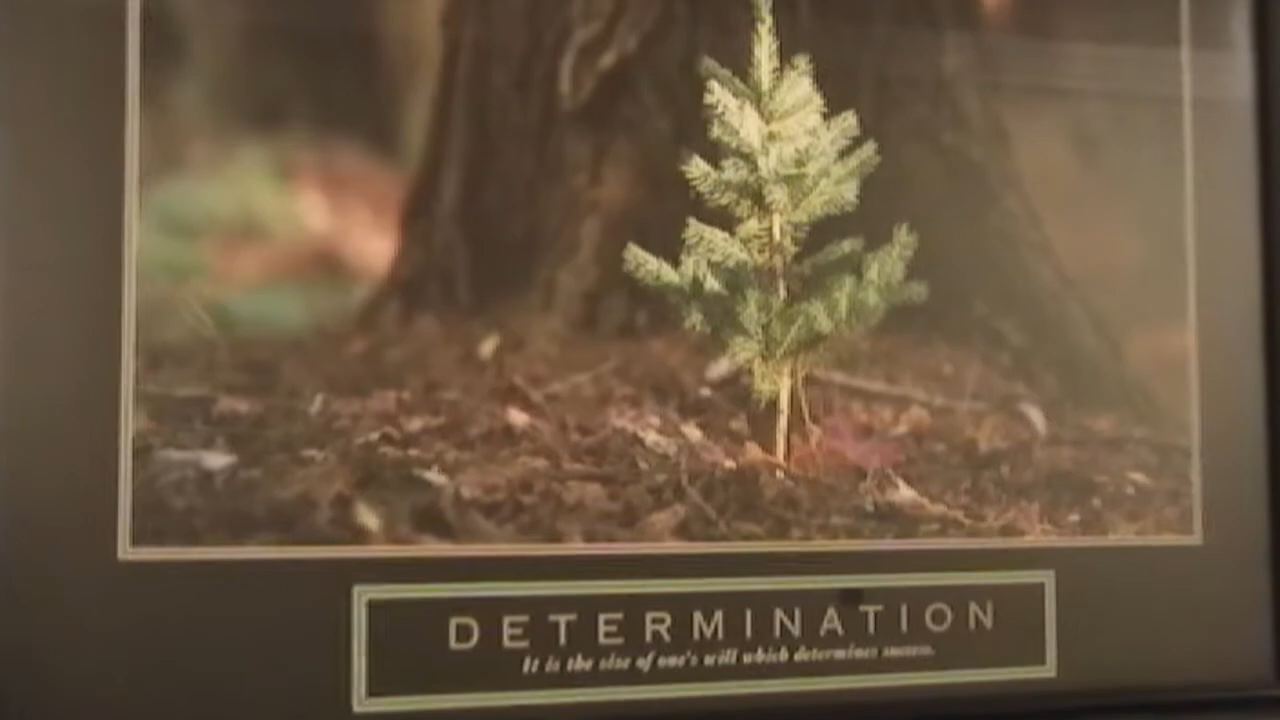 DETERMINATION
It is the size of one's will which determines success.